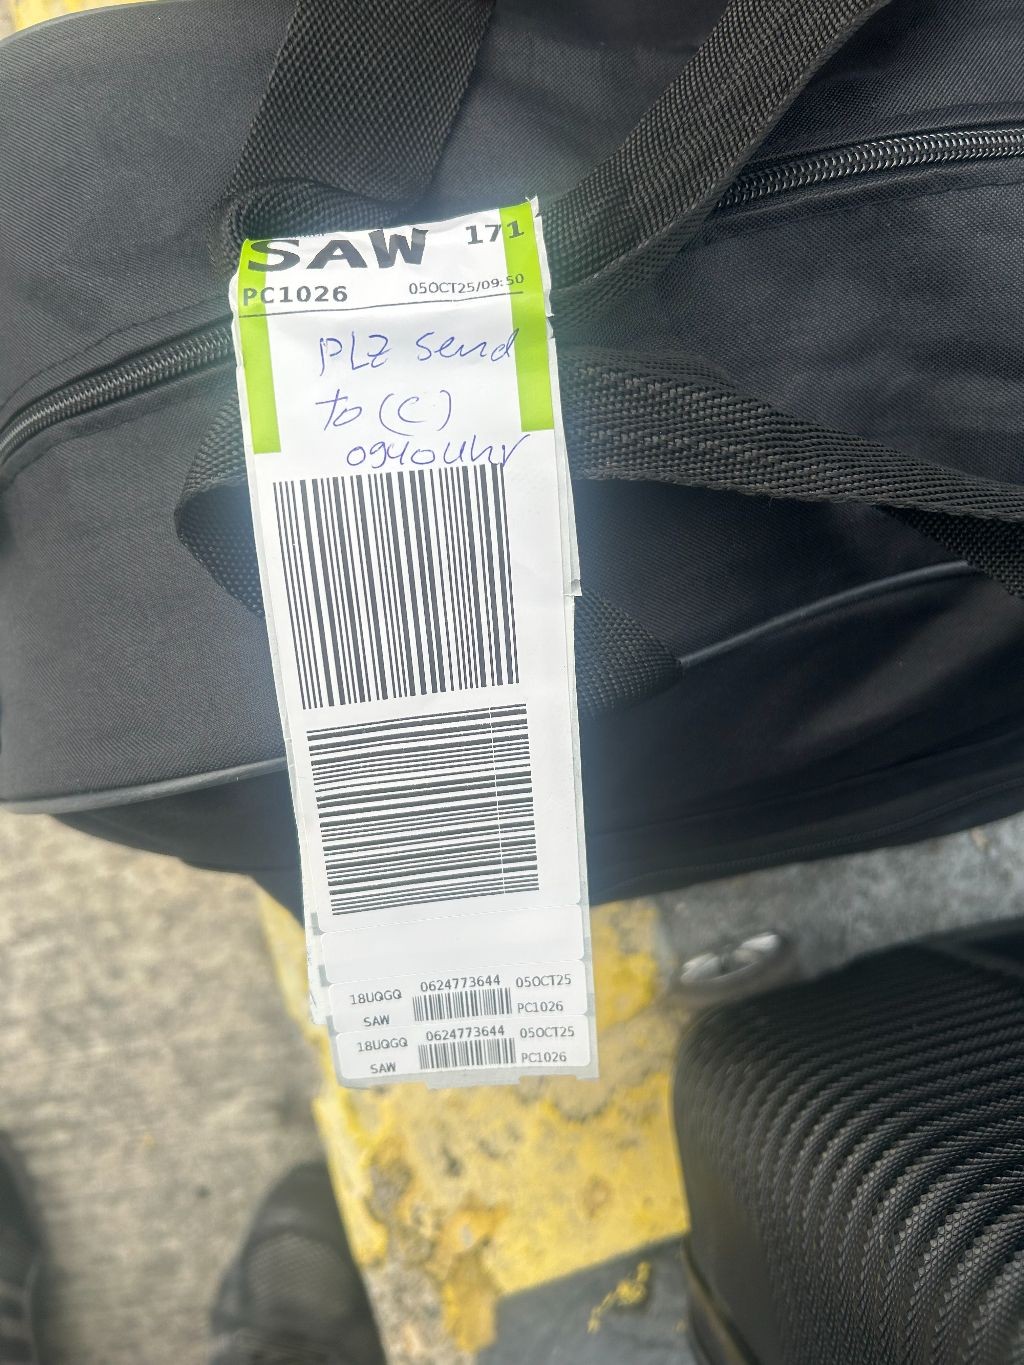 SAW 171
PC1026 05OCT25/09:50
PLZ send
to (C)
0940Uhr
18UQGQ 0624773644 05OCT25
SAW PC1026
18UQGQ 0624773644 05OCT25
SAW PC1026